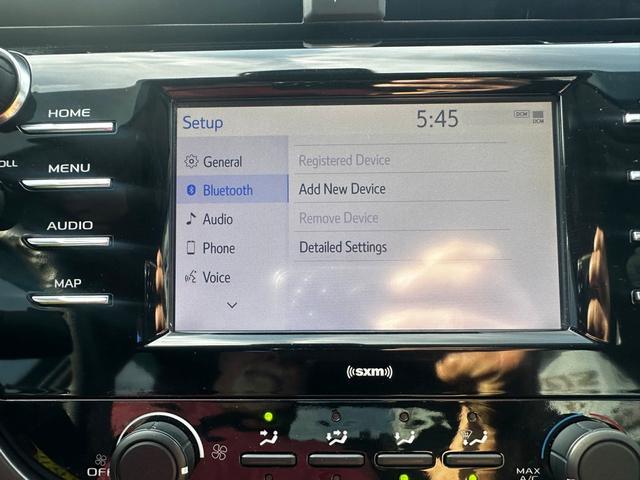 Setup
5:45
DCM
DCM
HOME
General
Registered Device
OLL
MENU
Bluetooth
Add New Device
AUDIO
Audio
Remove Device
Phone
Detailed Settings
MAP
Voice
((sxm))
OFF
MAX
A/C